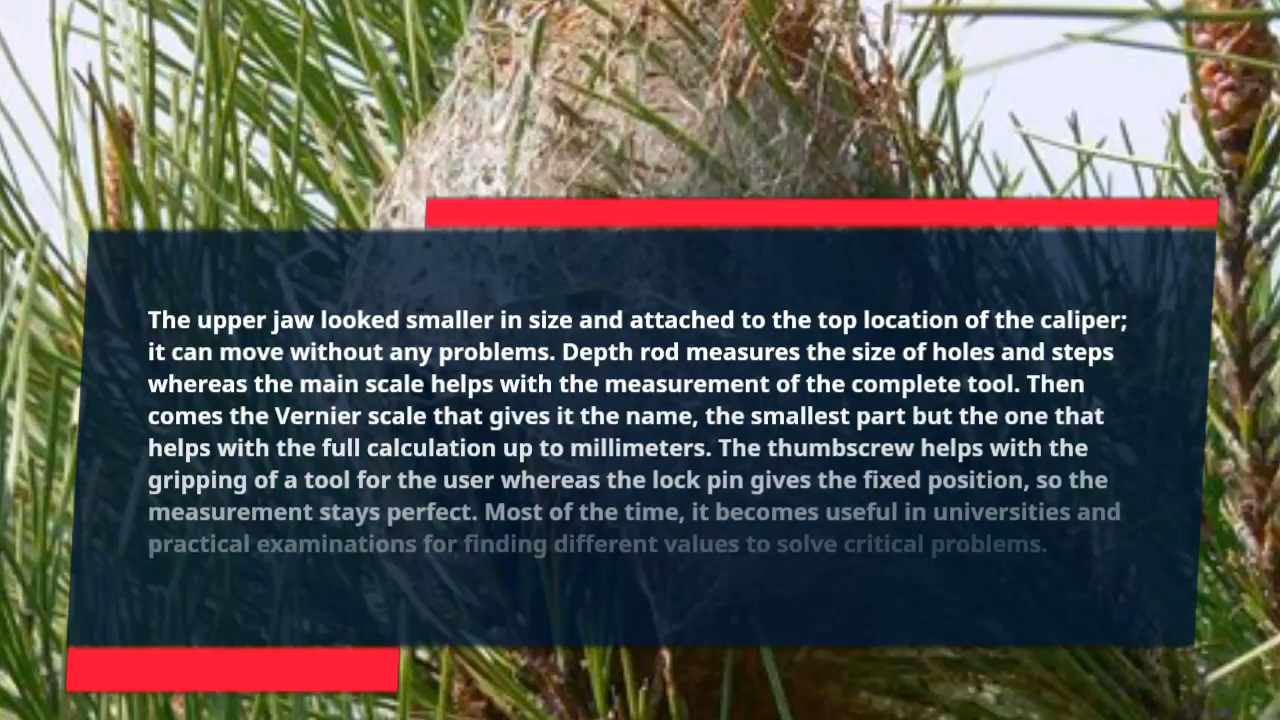 The upper jaw looked smaller in size and attached to the top location of the caliper;
it can move without any problems. Depth rod measures the size of holes and steps
whereas the main scale helps with the measurement of the complete tool. Then
comes the Vernier scale that gives it the name, the smallest part but the one that
helps with the full calculation up to millimeters. The thumbscrew helps with the
gripping of a tool for the user whereas the lock pin gives the fixed position, so the
measurement stays perfect. Most of the time, it becomes useful in universities and
practical examinations for finding different values to solve critical problems.